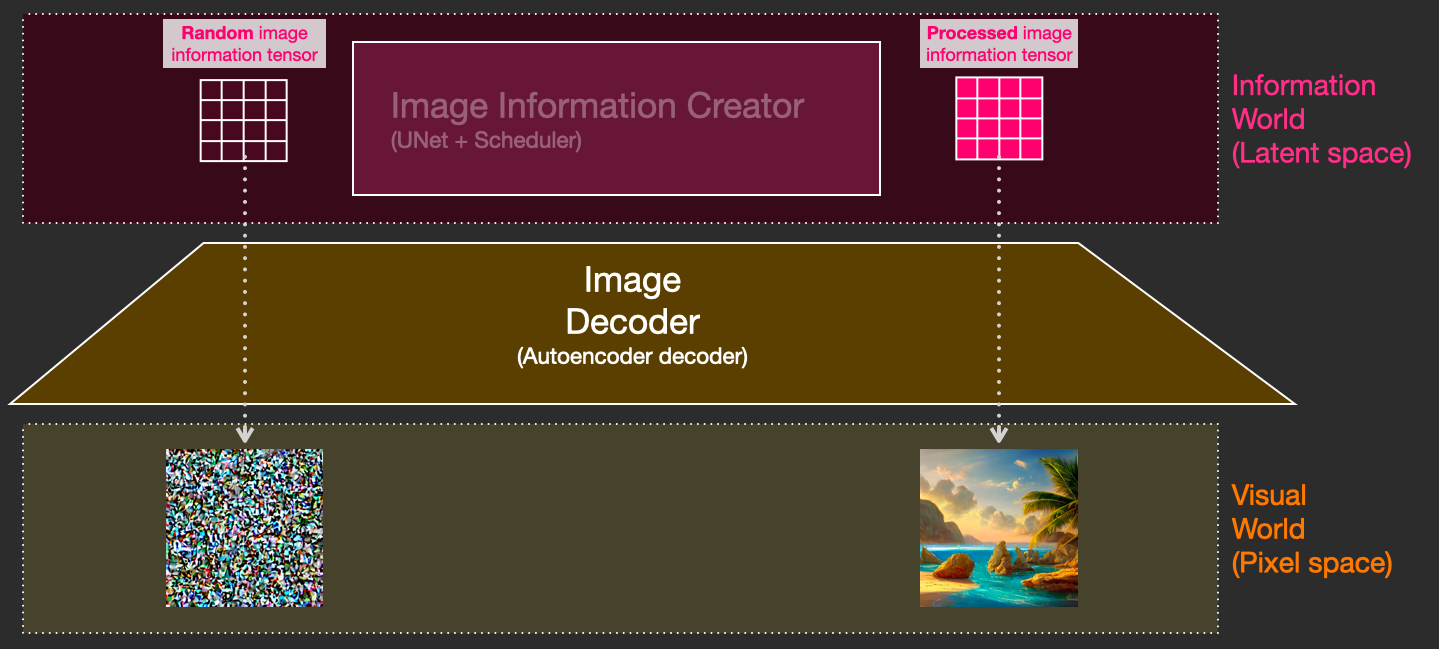 Random image
information tensor
Processed image
information tensor
Image Information Creator
(UNet + Scheduler)
Information
World
(Latent space)
Image
Decoder
(Autoencoder decoder)
Visual
World
(Pixel space)